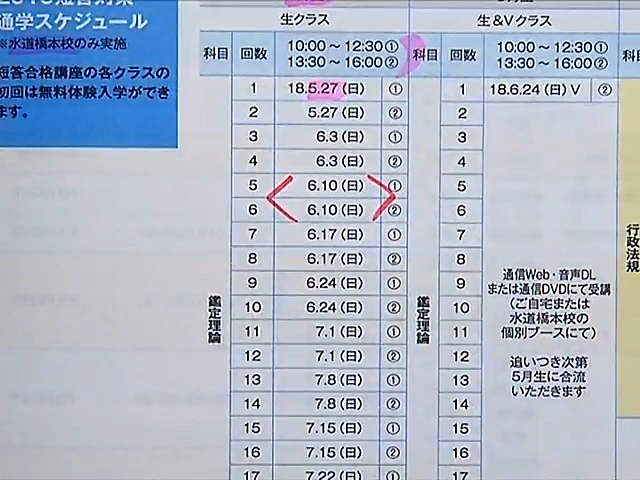 通学スケジュール
※水道橋本校のみ実施
短答合格講座の各クラスの
初回は無料体験入学ができ
ます。
生クラス
科目 回数 10:00～12:30①
13:30～16:00②
鑑定理論
1 18.5.27(日) ①
2 5.27(日) ②
3 6.3(日) ①
4 6.3(日) ②
5 6.10(日) ①
6 6.10(日) ②
7 6.17(日) ①
8 6.17(日) ②
9 6.24(日) ①
10 6.24(日) ②
11 7.1(日) ①
12 7.1(日) ②
13 7.8(日) ①
14 7.8(日) ②
15 7.15(日) ①
16 7.15(日) ②
17 7.22(日) ①
生&Vクラス
科目 回数 10:00～12:30①
13:30～16:00②
鑑定理論
1 18.6.24(日)V ②
2
3
4
5
6
7
8
9
10
11
12
13
14
15
16
17
通信Web・音声DL
または通信DVDにて受講
(ご自宅または
水道橋本校の
個別ブースにて)
追いつき次第
5月生に合流
いただきます
行政法規